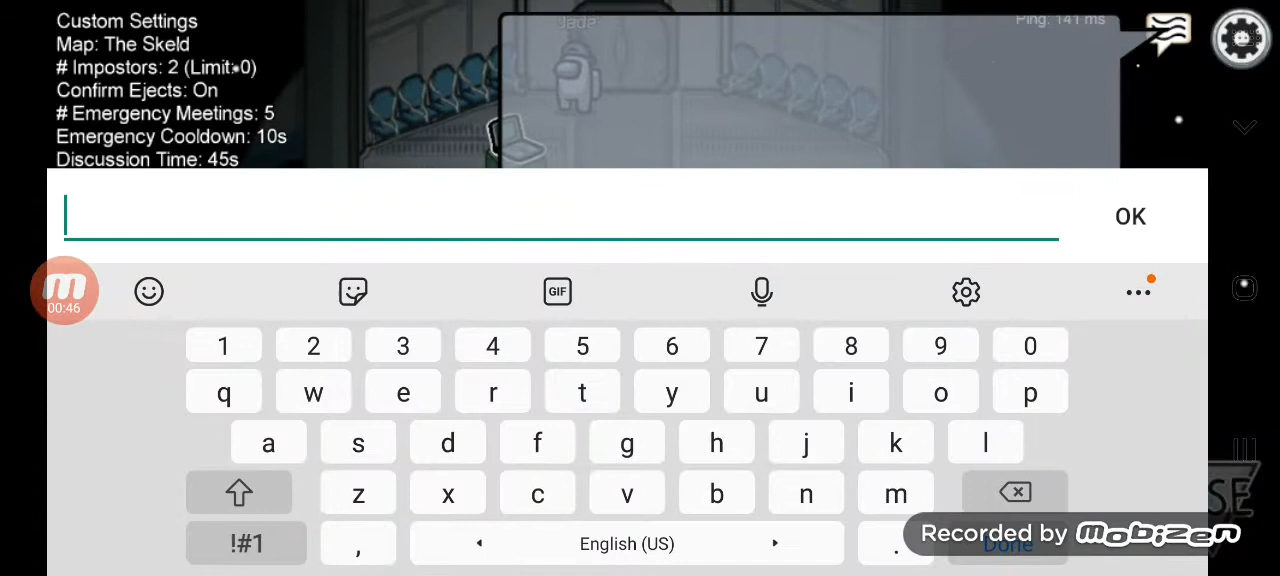 Custom Settings
Map: The Skeld
# Impostors: 2 (Limit:0)
Confirm Ejects: On
# Emergency Meetings: 5
Emergency Cooldown: 10s
Discussion Time: 45s
Jade
Ping: 141 ms
OK
00:46
GIF
1 2 3 4 5 6 7 8 9 0
q w e r t y u i o p
a s d f g h j k l
z x c v b n m
!#1 , English (US) . Done
Recorded by mobizen
SE